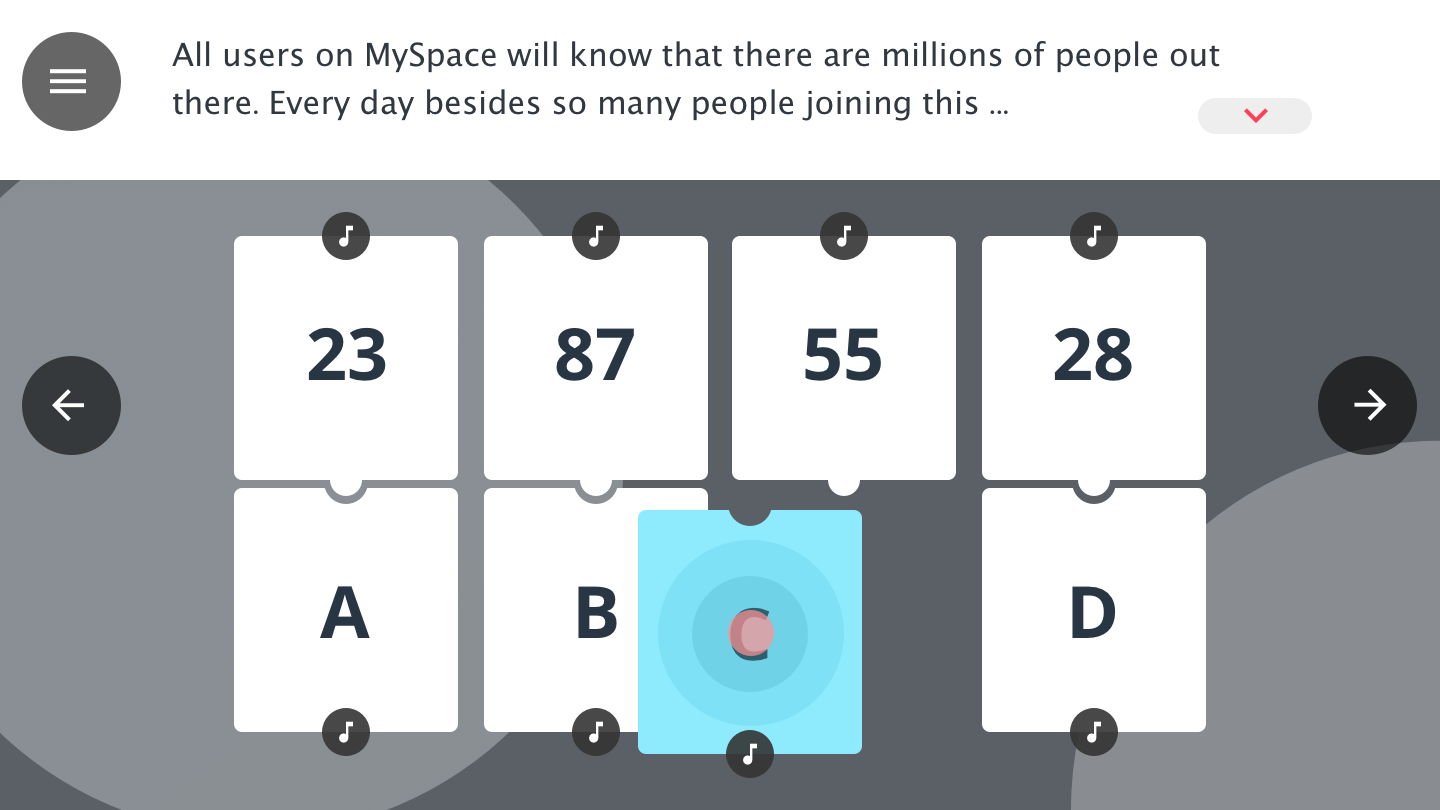 All users on MySpace will know that there are millions of people out
there. Every day besides so many people joining this ...
23 87 55 28
A B C D